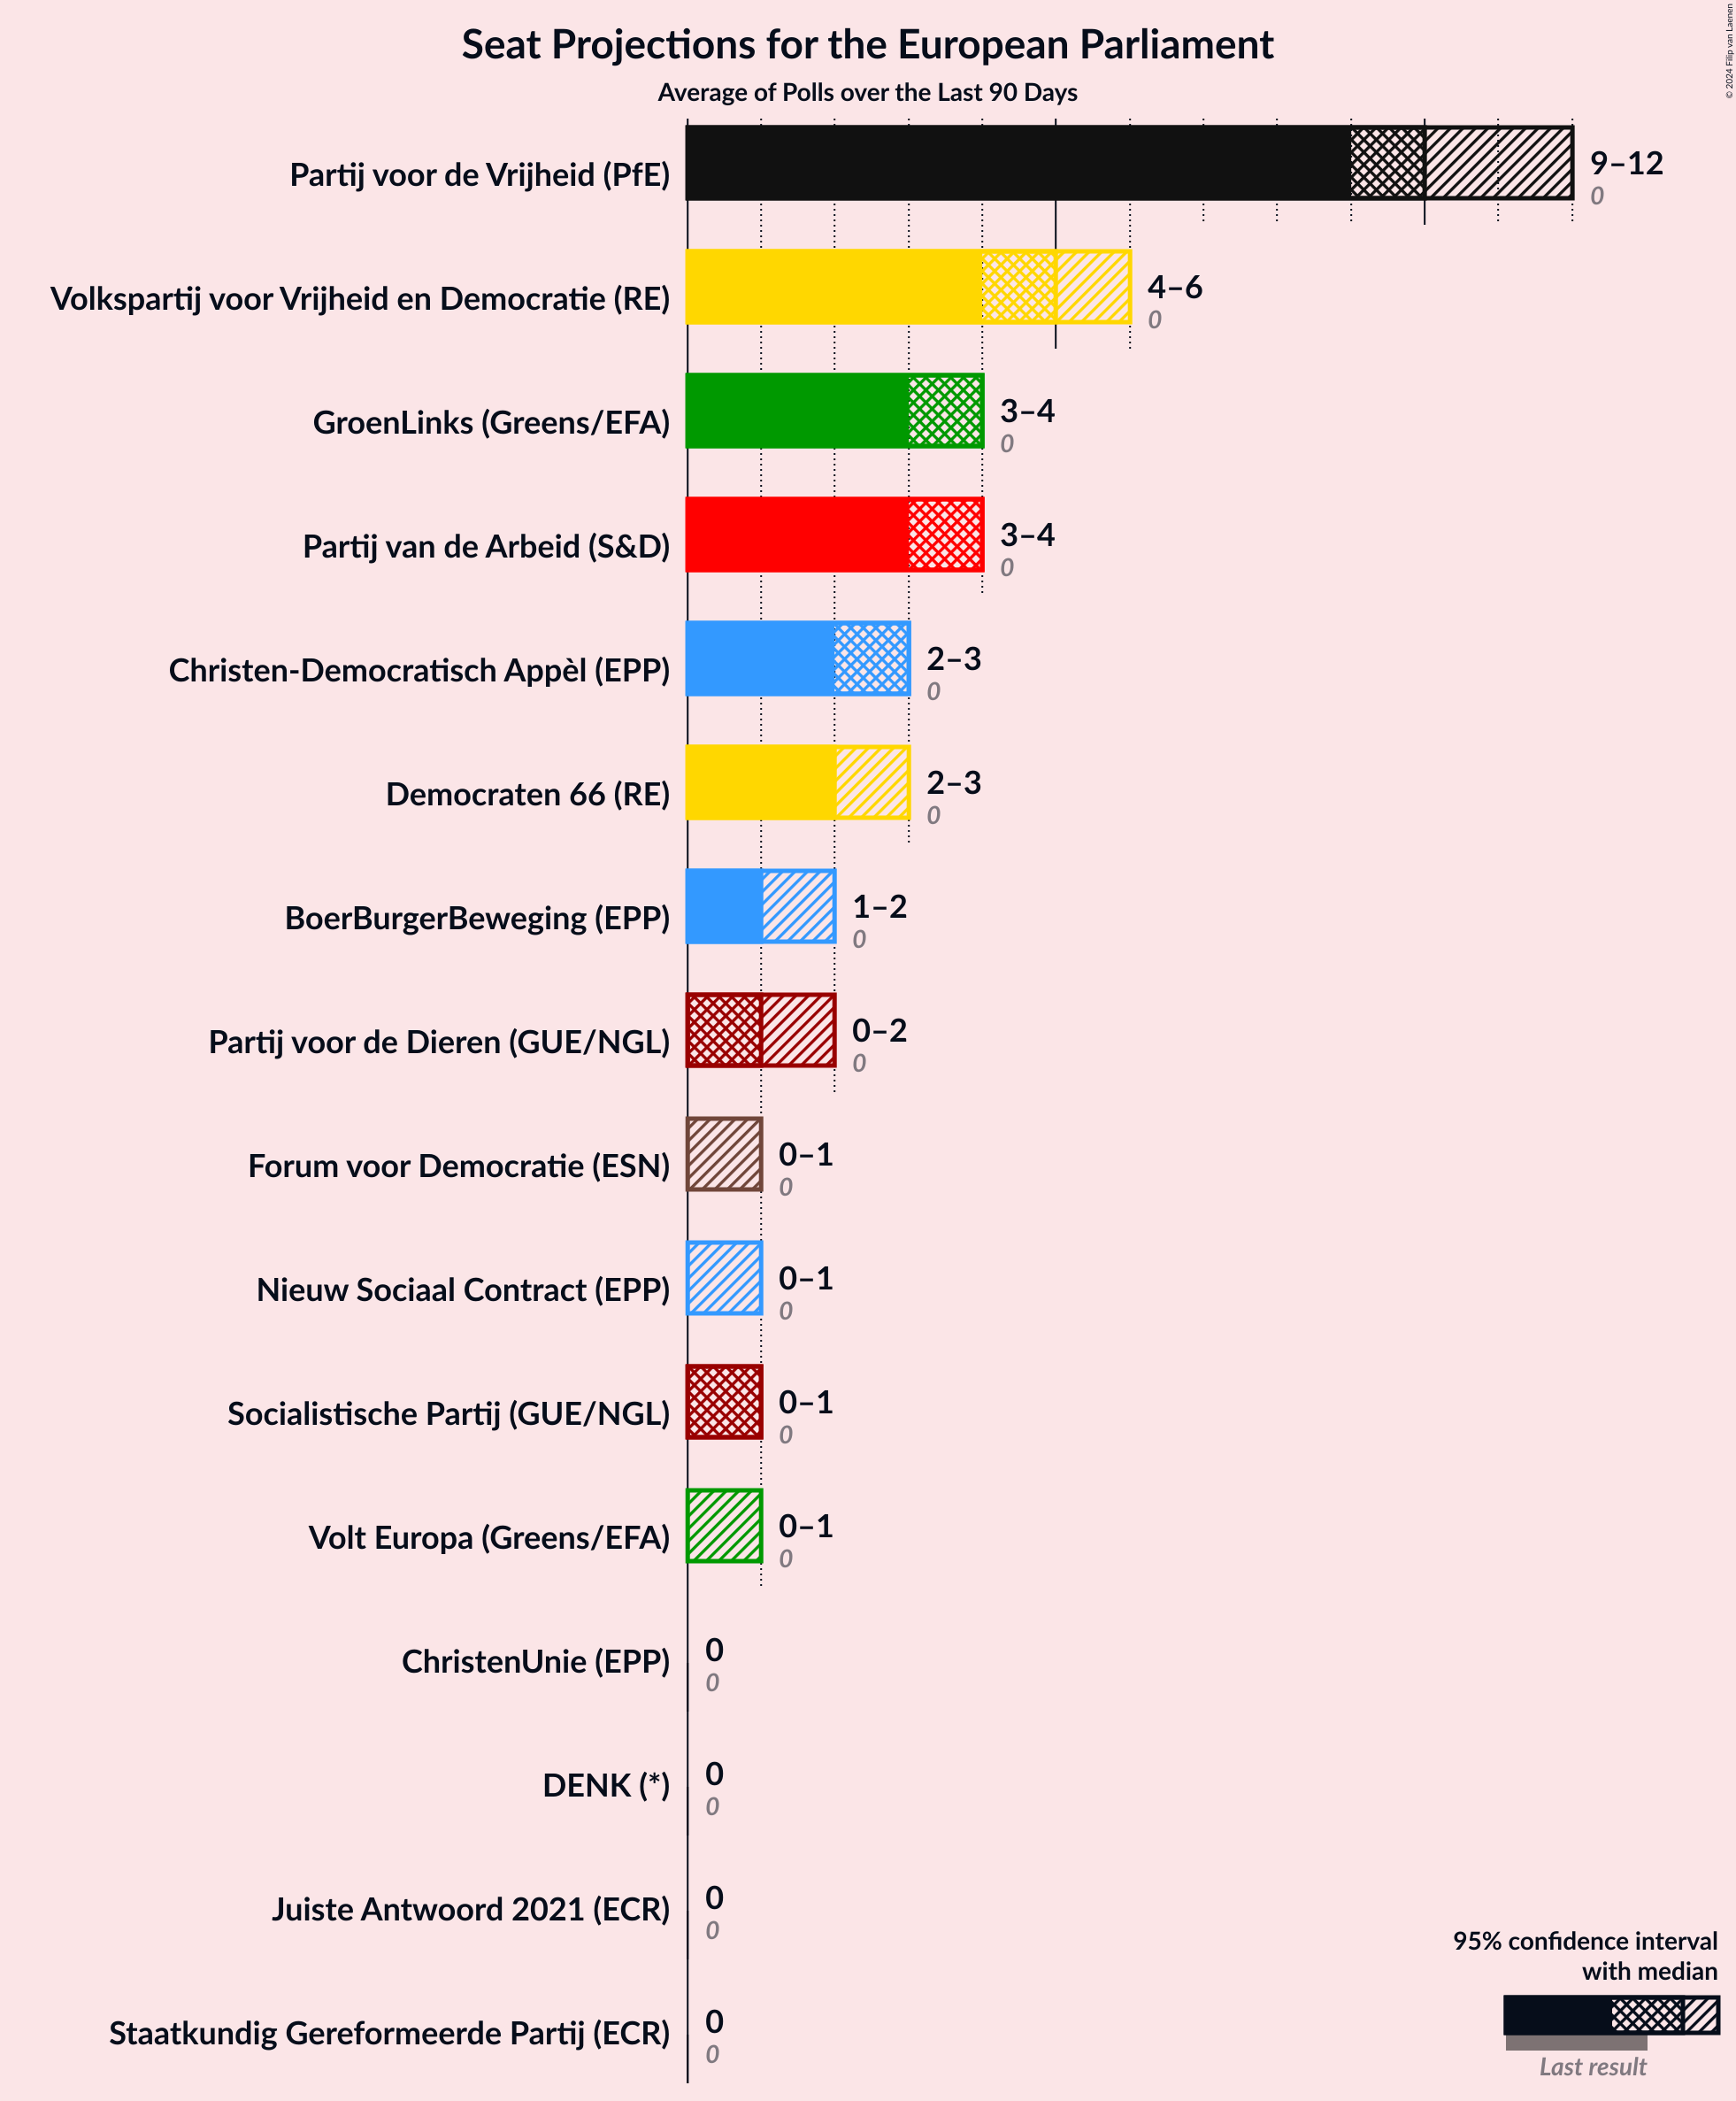 Seat Projections for the European Parliament
Average of Polls over the Last 90 Days
© 2024 Filip van Laenen
Partij voor de Vrijheid (PfE)
9–12
0
Volkspartij voor Vrijheid en Democratie (RE)
4–6
0
GroenLinks (Greens/EFA)
3–4
0
Partij van de Arbeid (S&D)
3–4
0
Christen-Democratisch Appèl (EPP)
2–3
0
Democraten 66 (RE)
2–3
0
BoerBurgerBeweging (EPP)
1–2
0
Partij voor de Dieren (GUE/NGL)
0–2
0
Forum voor Democratie (ESN)
0–1
0
Nieuw Sociaal Contract (EPP)
0–1
0
Socialistische Partij (GUE/NGL)
0–1
0
Volt Europa (Greens/EFA)
0–1
0
ChristenUnie (EPP)
0
0
DENK (*)
0
0
Juiste Antwoord 2021 (ECR)
0
0
Staatkundig Gereformeerde Partij (ECR)
0
0
95% confidence interval
with median
Last result